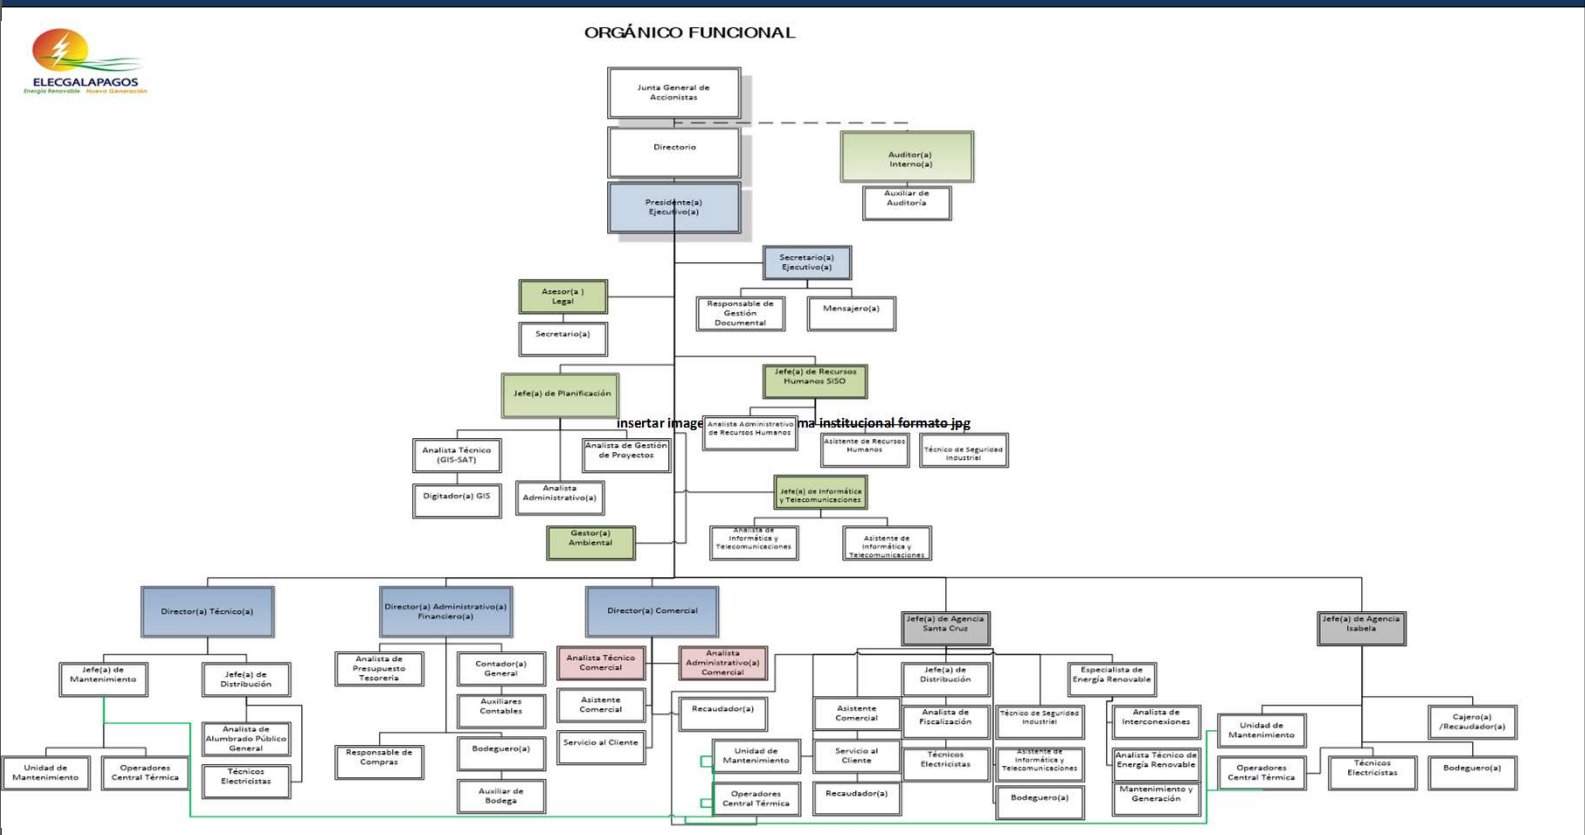 ORGÁNICO FUNCIONAL
ELECGALAPAGOS
Energía Renovable Nueva Generación
Junta General de
Accionistas
Directorio
Auditor(a)
Interno(a)
Auxiliar de
Auditoría
Presidente(a)
Ejecutivo(a)
Secretario(a)
Ejecutivo(a)
Responsable de
Gestión
Documental
Mensajero(a)
Asesor(a )
Legal
Secretario(a)
Jefe(a) de Planificación
Jefe(a) de Recursos
Humanos SISO
insertar image
ma institucional formato jpg
Analista Administrativo
de Recursos Humanos
Asistente de Recursos
Humanos
Técnico de Seguridad
Industrial
Analista Técnico
(GIS-SAT)
Analista de Gestión
de Proyectos
Digitador(a) GIS
Analista
Administrativo(a)
Jefe(a) de Informática
y Telecomunicaciones
Gestor(a)
Ambiental
Analista de
Informática y
Telecomunicaciones
Asistente de
Informática y
Telecomunicaciones
Director(a) Técnico(a)
Director(a) Administrativo(a)
Financiero(a)
Director(a) Comercial
Jefe(a) de Agencia
Santa Cruz
Jefe(a) de Agencia
Isabela
Jefe(a) de
Mantenimiento
Jefe(a) de
Distribución
Analista de
Alumbrado Público
General
Técnicos
Electricistas
Unidad de
Mantenimiento
Operadores
Central Térmica
Analista de
Presupuesto
Tesorería
Contador(a)
General
Auxiliares
Contables
Responsable de
Compras
Bodeguero(a)
Auxiliar de
Bodega
Analista Técnico
Comercial
Analista
Administrativo(a)
Comercial
Asistente
Comercial
Recaudador(a)
Servicio al Cliente
Unidad de
Mantenimiento
Operadores
Central Térmica
Asistente
Comercial
Servicio al
Cliente
Recaudador(a)
Jefe(a) de
Distribución
Analista de
Fiscalización
Técnicos
Electricistas
Técnico de Seguridad
Industrial
Asistente de
Informática y
Telecomunicaciones
Bodeguero(a)
Especialista de
Energía Renovable
Analista de
Interconexiones
Analista Técnico de
Energía Renovable
Mantenimiento y
Generación
Unidad de
Mantenimiento
Operadores
Central Térmica
Técnicos
Electricistas
Cajero(a)
/Recaudador(a)
Bodeguero(a)